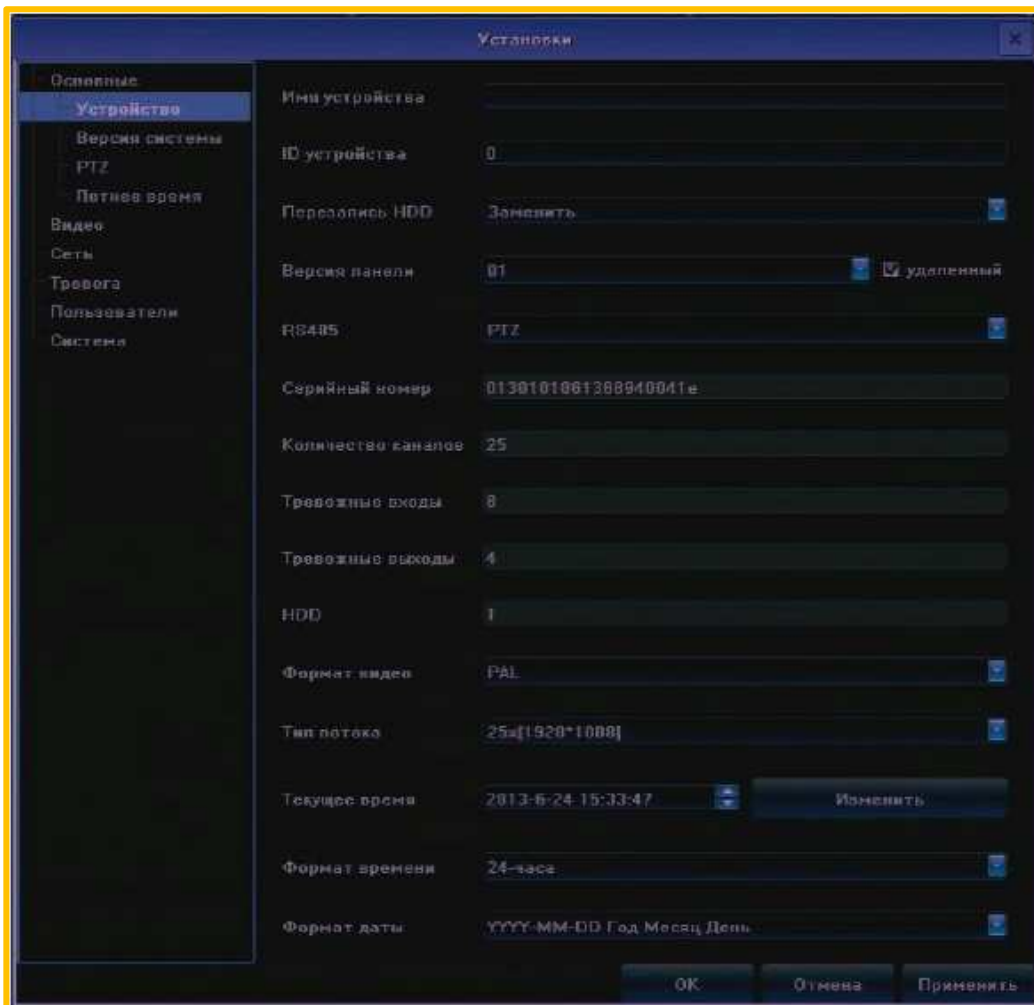 Установки
Основные
Устройство
Версия системы
PTZ
Летнее время
Видео
Сеть
Тревога
Пользователи
Система
Имя устройства
ID устройства 0
Перезапись HDD Заменить
Версия панели 01 удаленный
RS485 PTZ
Серийный номер
Количество каналов 25
Тревожные входы 8
Тревожные выходы 4
HDD 1
Формат видео PAL
Тип потока 25x[1920*1080]
Текущее время 2013-6-24 15:33:47 Изменить
Формат времени 24-часа
Формат даты YYYY-MM-DD Год Месяц День
OK Отмена Применить